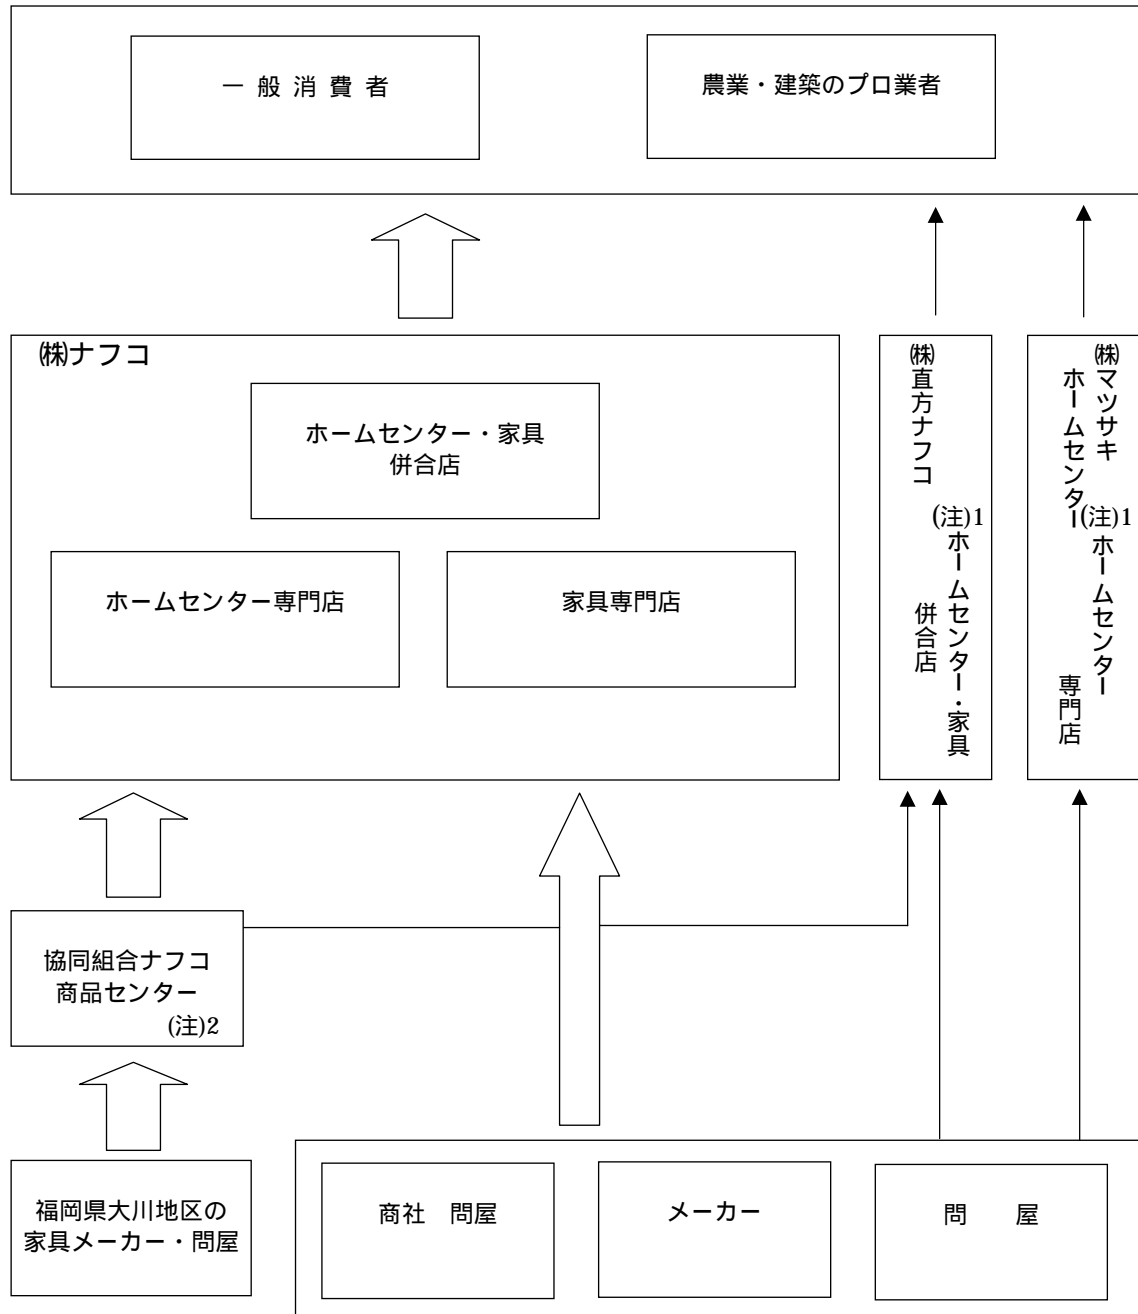 一 般 消 費 者
農業・建築のプロ業者
㈱ナフコ
ホームセンター・家具
併合店
ホームセンター専門店
家具専門店
㈱直方ナフコ
(注)1
ホームセンター・家具
併合店
㈱マツサキ
ホームセンター
(注)1
ホームセンター
専門店
協同組合ナフコ
商品センター
(注)2
福岡県大川地区の
家具メーカー・問屋
商社　問屋
メーカー
問　　屋